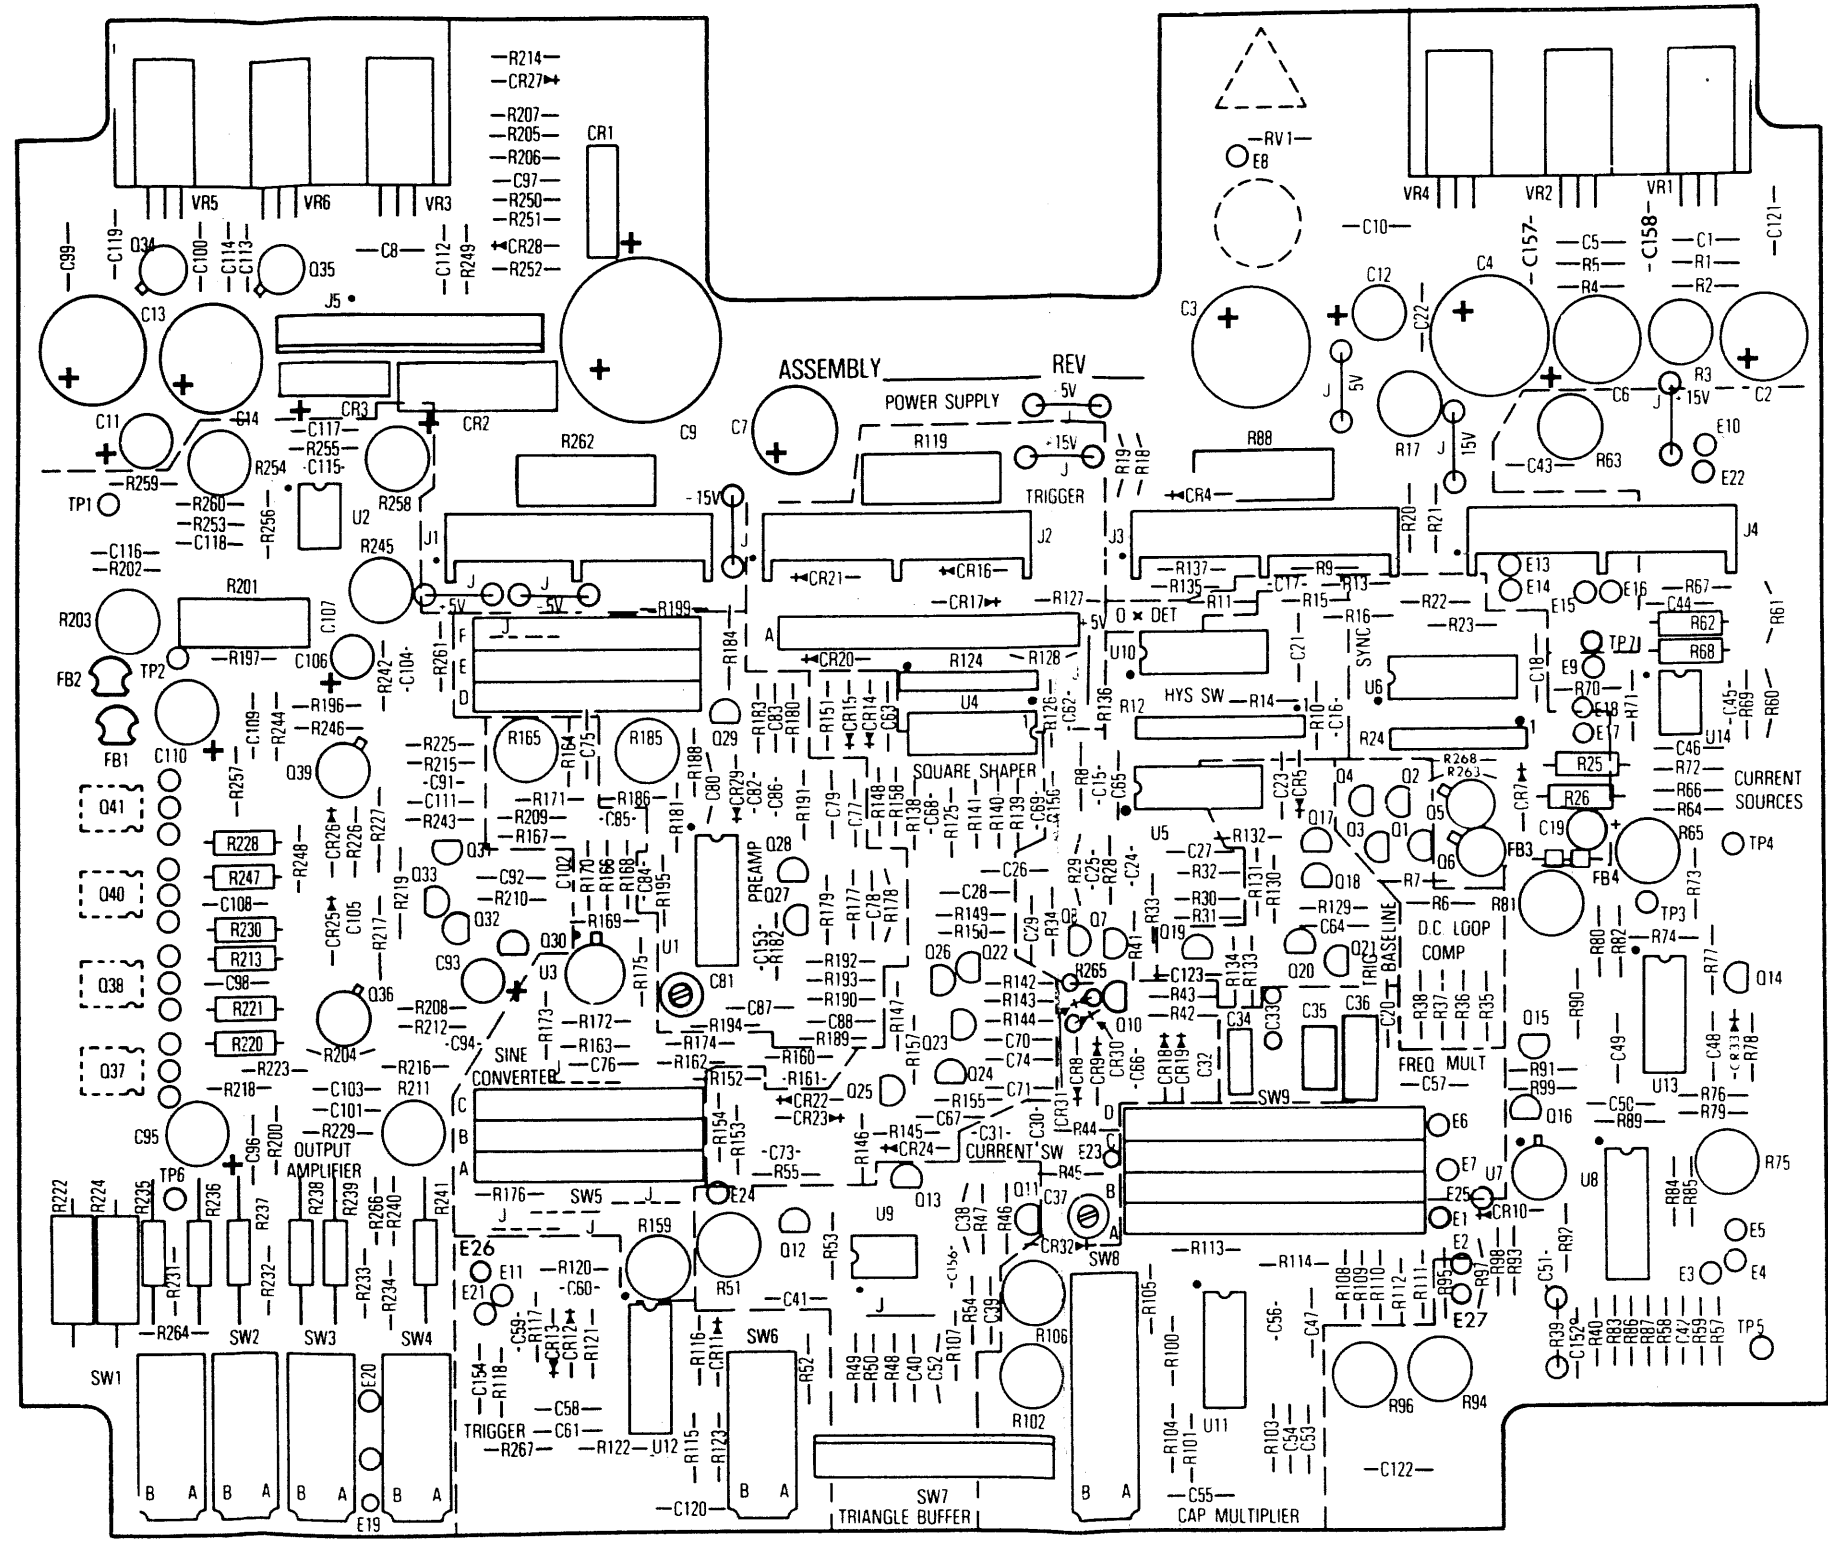 R214
CR27
R207
R205
R206
C97
R250
R251
CR28
R252
CR1
RV1
E8
VR5
VR6
VR3
VR4
VR2
VR1
C99
C119
Q34
C100
C114
C113
Q35
C8
C112
R249
C10
C157
C5
R5
R4
C158
C1
R1
R2
C121
C13
J5
C3
C12
C22
C4
C6
R3
C2
ASSEMBLY REV
POWER SUPPLY
5V
J
5V
J
J
+15V
C11
C14
CR3
CR2
C9
C7
C117
R255
C115
R254
R258
R262
R119
+15V
J
R19
R18
R88
CR4
R17
J
15V
C43
R63
E10
E22
R259
TP1
R260
R253
C118
R256
U2
-15V
TRIGGER
R20
R21
C116
R202
R245
J1
J
J2
J3
J4
R203
R201
C107
J
+5V
J
-5V
R199
CR21
CR16
CR17
R127
R137
R135
R9
C17
R13
R11
R15
E13
E14
E15
E16
R67
C44
R61
R22
R16
R23
R62
R68
TP2
R197
C106
R242
C104
R261
F
E
D
J
R184
A
+5V
0 x DET
CR20
R124
R128
U10
C21
SYNC
C18
TP7
E9
FB2
FB1
C110
C109
R244
R196
R246
Q39
R257
R225
R215
C91
C111
R243
R165
R164
C75
R185
Q29
R183
C83
R180
R151
CR15
CR14
C63
U4
1
R126
C62
R136
HYS SW
R12
R14
1
R10
C16
U6
R24
1
R70
E18
E17
R71
U14
C45
R69
R60
C46
R72
R66
R64
SQUARE SHAPER
R188
C80
CR29
C82
C86
R191
C79
C77
R148
R158
R138
C68
R125
R141
R140
R139
C69
R156
R8
C15
C65
U5
C23
CR5
Q4
Q2
R268
R263
Q5
CR7
R25
R26
CURRENT
SOURCES
R171
R209
R167
R186
C85
R181
Q41
R228
R248
CR26
R226
R227
Q31
PREAMP
Q28
Q27
Q17
Q3
Q1
Q6
C19
FB3
FB4
J
R65
TP4
C27
R32
R132
R131
R130
Q40
R247
C108
R230
CR25
C105
R217
R219
Q33
Q32
C92
R210
C102
R170
R166
R168
C84
R195
R169
R179
R177
C78
R178
C26
C28
R149
R150
C29
R34
R29
C25
R28
C24
R33
R30
R31
Q18
R129
C64
R7
R6
R81
TP3
R73
R74
Q8
Q7
R41
Q19
Q20
Q21
TRIG BASELINE
D.C. LOOP
COMP
R80
R82
R77
Q14
Q38
R213
C98
R221
R220
Q36
R204
R208
R212
C94
C93
Q30
U3
R175
U1
C81
C153
R182
R192
R193
R190
C87
C88
R189
R194
R147
Q26
Q22
R142
R143
R144
C70
C74
R265
Q10
C123
R43
R42
R134
R133
C34
C33
C35
C36
C20
R38
R37
R36
R35
FREQ MULT
R90
Q15
C49
U13
C48
CR33
R78
R173
R172
R163
C76
R174
R162
R152
R160
R161
R157
Q23
Q24
C71
Q37
R223
R218
C103
C101
R229
R216
R211
SINE
CONVERTER
J
C
B
A
CR22
CR23
Q25
R155
C67
CR8
CR9
CR30
C66
CR18
CR19
C32
SW9
C57
R91
R99
Q16
C50
R89
R76
R79
C95
C96
R200
OUTPUT
AMPLIFIER
R154
R153
C73
R55
R146
R145
CR24
C31
C30
CR31
R44
CURRENT SW
R45
E23
D
C
B
A
E6
E7
E25
E1
U7
CR10
U8
R84
R85
R75
R222
R224
R235
TP6
R236
R237
R238
R239
R266
R240
R241
R176
SW5
J
J
J
E24
R159
R51
Q12
R53
Q13
U9
C38
R47
R46
Q11
C37
CR32
SW8
R113
R114
E2
R92
E5
E4
E3
R231
R232
R233
R234
E26
E11
E21
R120
C60
C41
J
C156
R54
C39
R106
R105
R108
R109
R110
R112
R111
R95
R97
R98
R93
E27
C51
R264
SW2
SW3
SW4
C59
R117
CR13
CR12
R121
R116
CR11
SW6
R52
R49
R50
R48
C40
C52
R107
R100
C56
C47
R39
C152
R40
R83
R86
R87
R58
C42
R59
R57
TP5
SW1
E20
C154
R118
C58
C61
TRIGGER
R267
R122
U12
R115
R123
R102
R104
R101
U11
R103
C54
C53
R96
R94
C122
B A
B A
B A
B A
E19
C120
B A
SW7
TRIANGLE BUFFER
B A
C55
CAP MULTIPLIER